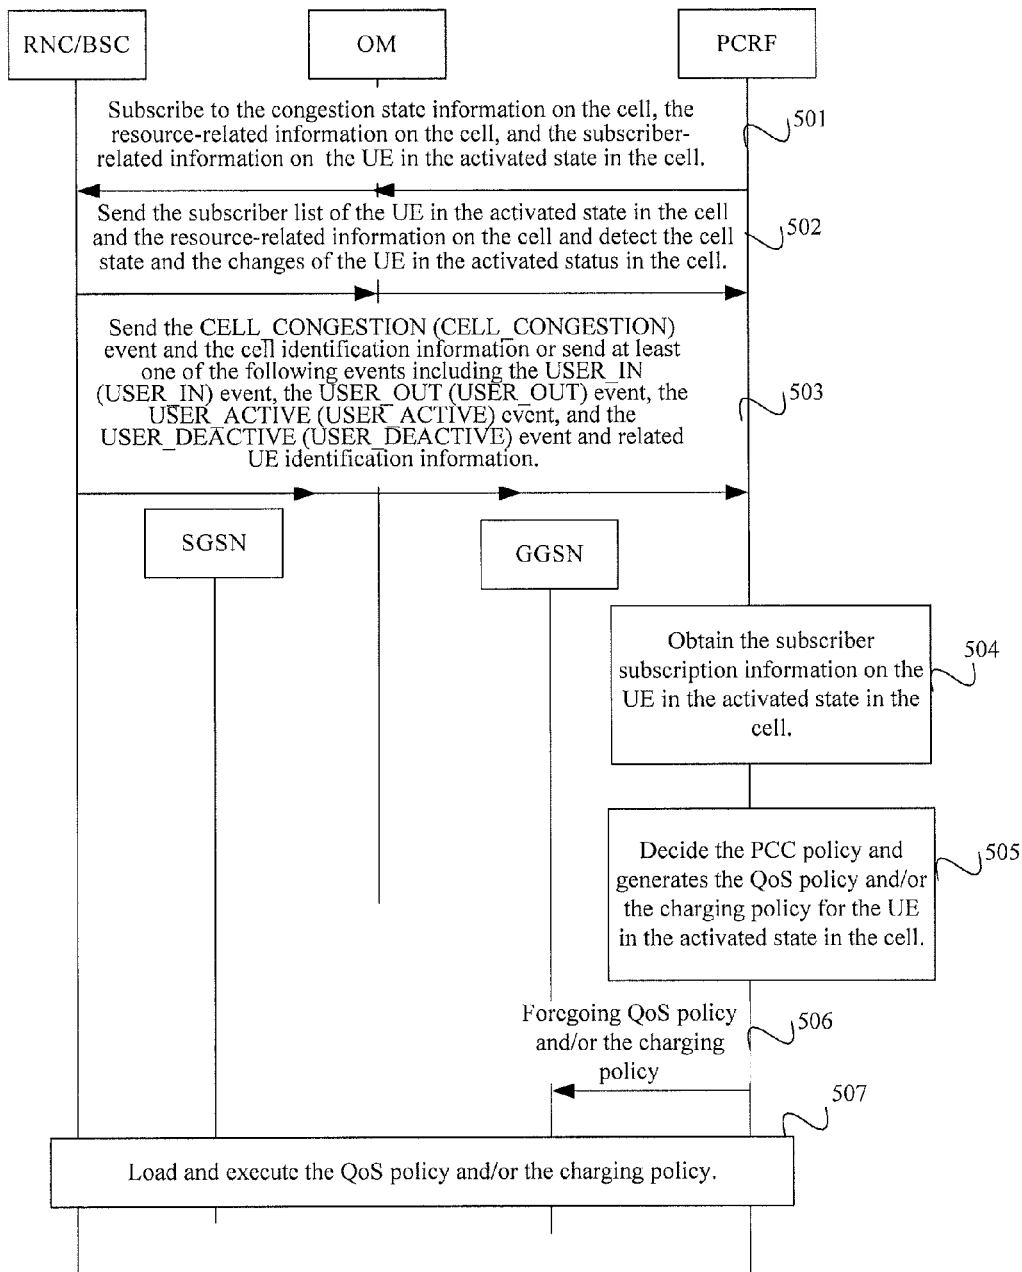 RNC/BSC
OM
PCRF
Subscribe to the congestion state information on the cell, the
resource-related information on the cell, and the subscriber-
related information on the UE in the activated state in the cell.
501
Send the subscriber list of the UE in the activated state in the cell
and the resource-related information on the cell and detect the cell
state and the changes of the UE in the activated status in the cell.
502
Send the CELL_CONGESTION (CELL_CONGESTION)
event and the cell identification information or send at least
one of the following events including the USER_IN
(USER_IN) event, the USER_OUT (USER_OUT) event, the
USER_ACTIVE (USER_ACTIVE) event, and the
USER_DEACTIVE (USER_DEACTIVE) event and related
UE identification information.
503
SGSN
GGSN
Obtain the subscriber
subscription information on the
UE in the activated state in the
cell.
504
Decide the PCC policy and
generates the QoS policy and/or
the charging policy for the UE
in the activated state in the cell.
505
Foregoing QoS policy
and/or the charging
policy
506
507
Load and execute the QoS policy and/or the charging policy.